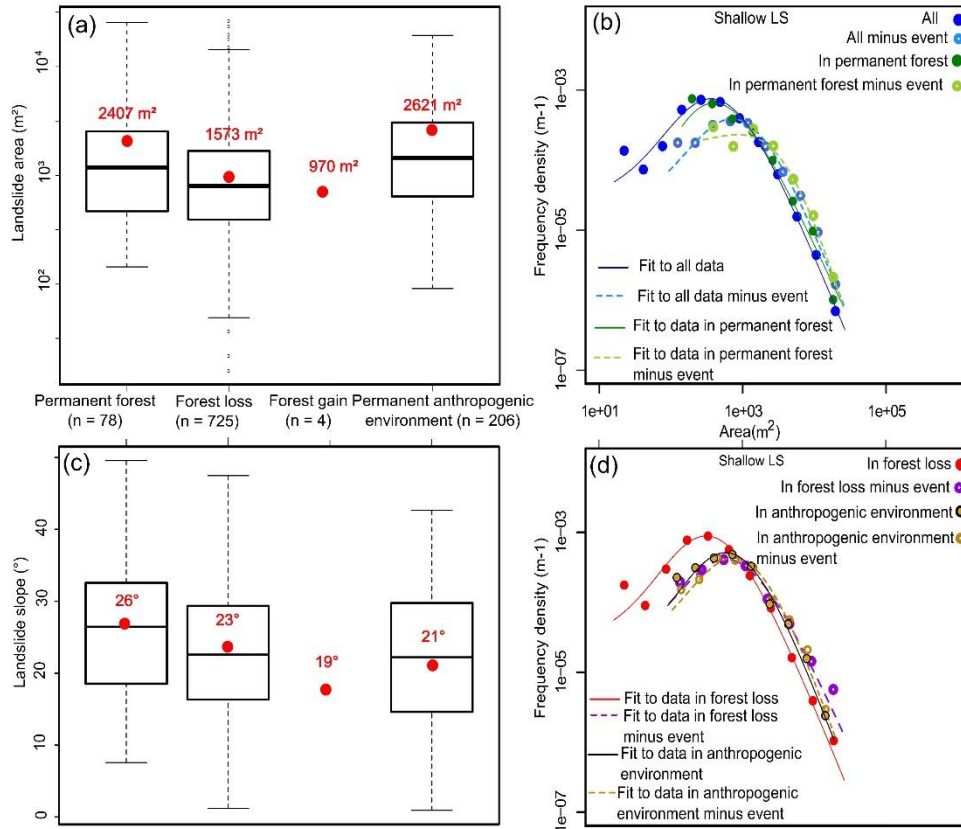 (a)
Landslide area (m²)
10⁴
10³
10²
2407 m²
1573 m²
970 m²
2621 m²
Permanent forest
(n = 78)
Forest loss
(n = 725)
Forest gain
(n = 4)
Permanent anthropogenic
environment (n = 206)
(b)
Shallow LS
All
All minus event
In permanent forest
In permanent forest minus event
Frequency density (m-1)
1e-03
1e-05
1e-07
Fit to all data
Fit to all data minus event
Fit to data in permanent forest
Fit to data in permanent forest
minus event
1e+01
1e+03
1e+05
Area(m²)
(c)
Landslide slope (°)
40
30
20
10
0
26°
23°
19°
21°
(d)
Shallow LS
In forest loss
In forest loss minus event
In anthropogenic environment
In anthropogenic environment
minus event
Frequency density (m-1)
1e-03
1e-05
1e-07
Fit to data in forest loss
Fit to data in forest loss
minus event
Fit to data in anthropogenic
environment
Fit to data in anthropogenic
environment minus event